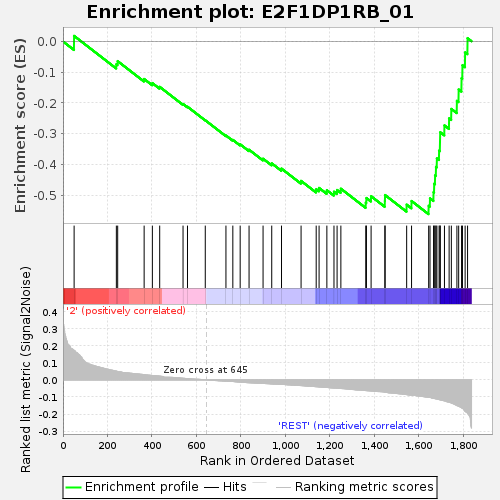 Enrichment plot: E2F1DP1RB_01
Enrichment score (ES)
0.0
-0.1
-0.2
-0.3
-0.4
-0.5
Ranked list metric (Signal2Noise)
0.4
0.3
0.2
0.1
0.0
-0.1
-0.2
-0.3
'2' (positively correlated)
Zero cross at 645
'REST' (negatively correlated)
0
200
400
600
800
1,000
1,200
1,400
1,600
1,800
Rank in Ordered Dataset
Enrichment profile
Hits
Ranking metric scores